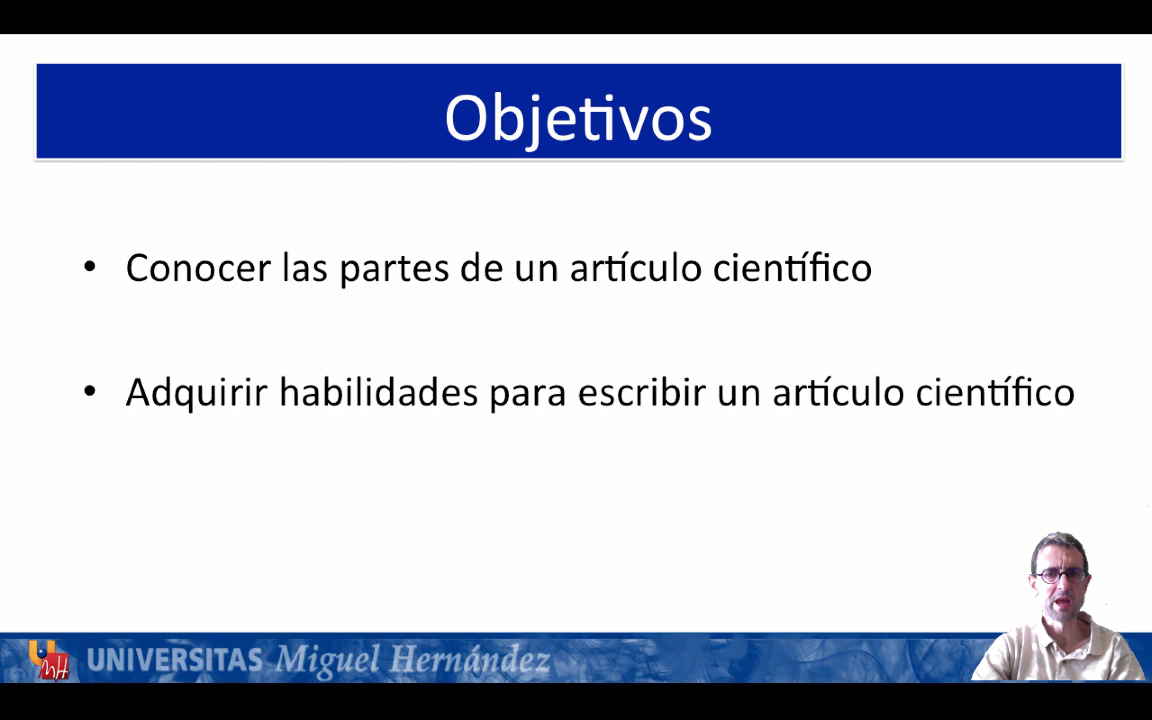 Objetivos
• Conocer las partes de un artículo científico
• Adquirir habilidades para escribir un artículo científico
UNIVERSITAS Miguel Hernández